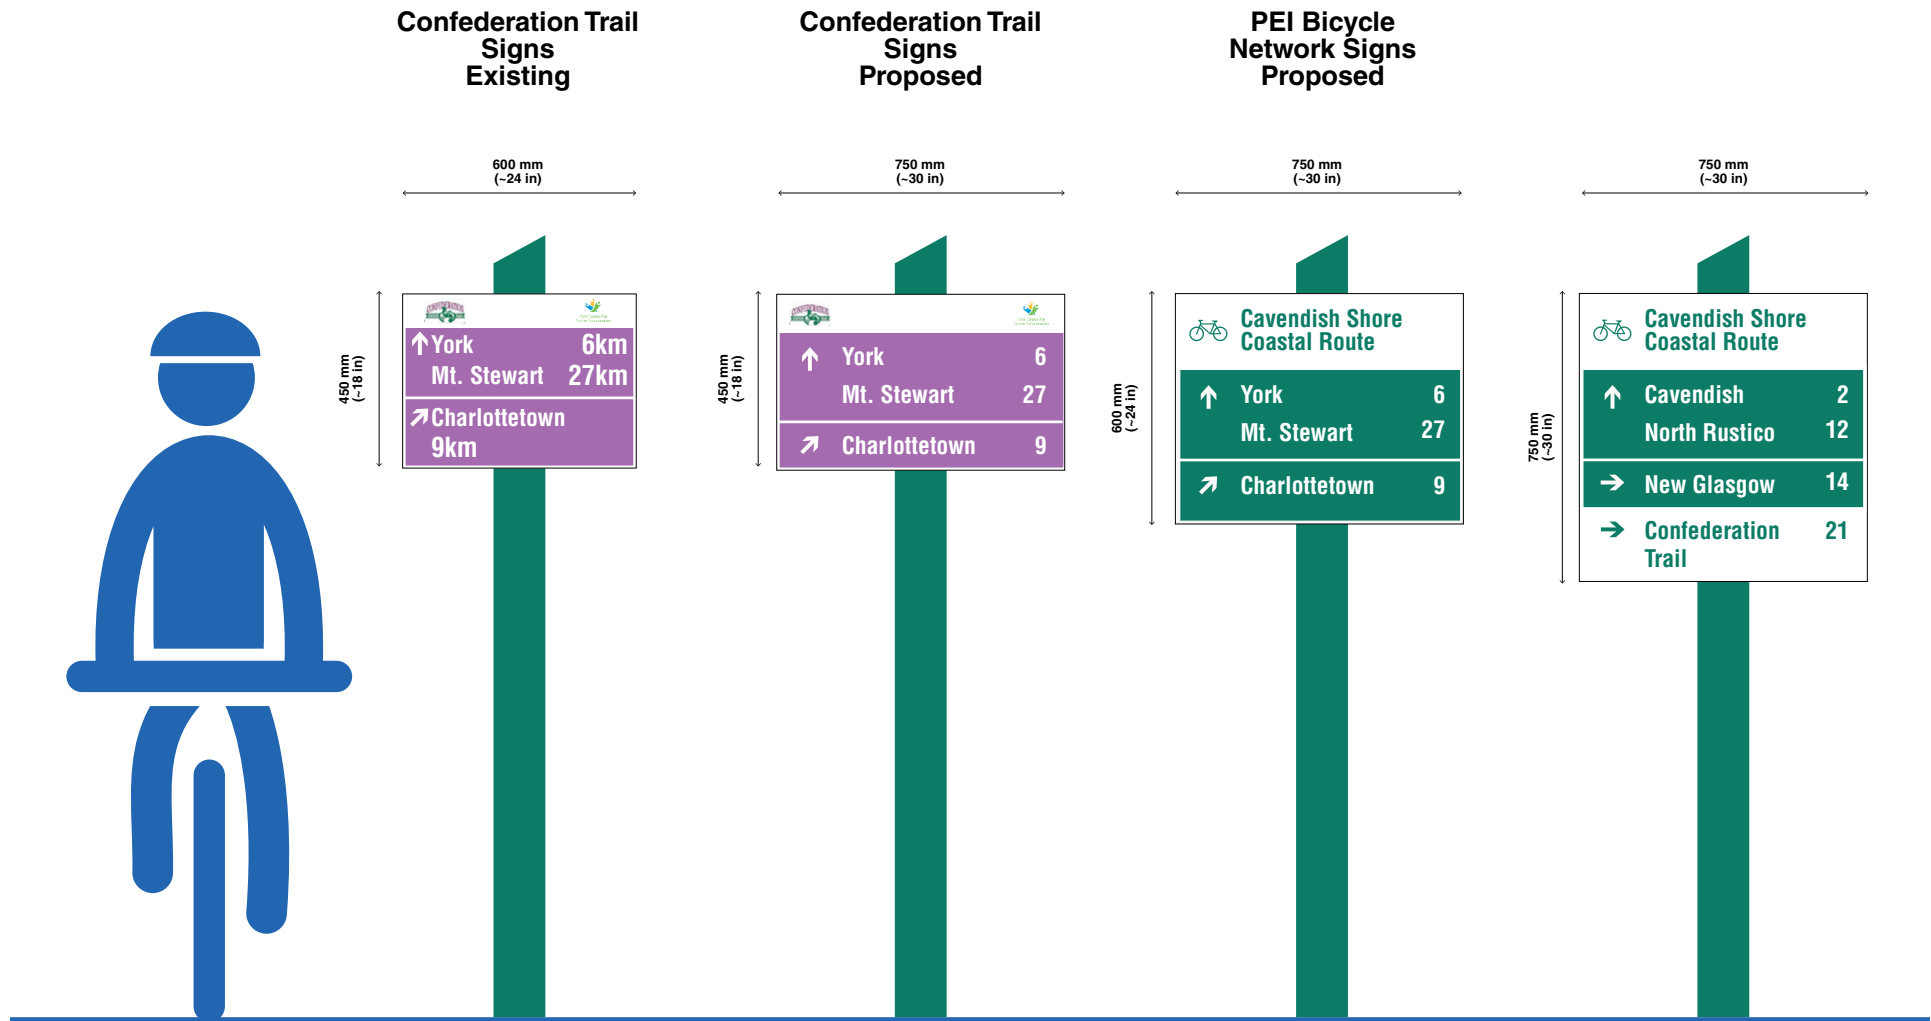 Confederation Trail
Signs
Existing
Confederation Trail
Signs
Proposed
PEI Bicycle
Network Signs
Proposed
600 mm
(~24 in)
750 mm
(~30 in)
750 mm
(~30 in)
750 mm
(~30 in)
450 mm
(~18 in)
CONFEDERATION
York 6km
Mt. Stewart 27km
Charlottetown
9km
450 mm
(~18 in)
CONFEDERATION
York 6
Mt. Stewart 27
Charlottetown 9
600 mm
(~24 in)
Cavendish Shore
Coastal Route
York 6
Mt. Stewart 27
Charlottetown 9
750 mm
(~30 in)
Cavendish Shore
Coastal Route
Cavendish 2
North Rustico 12
New Glasgow 14
Confederation 21
Trail